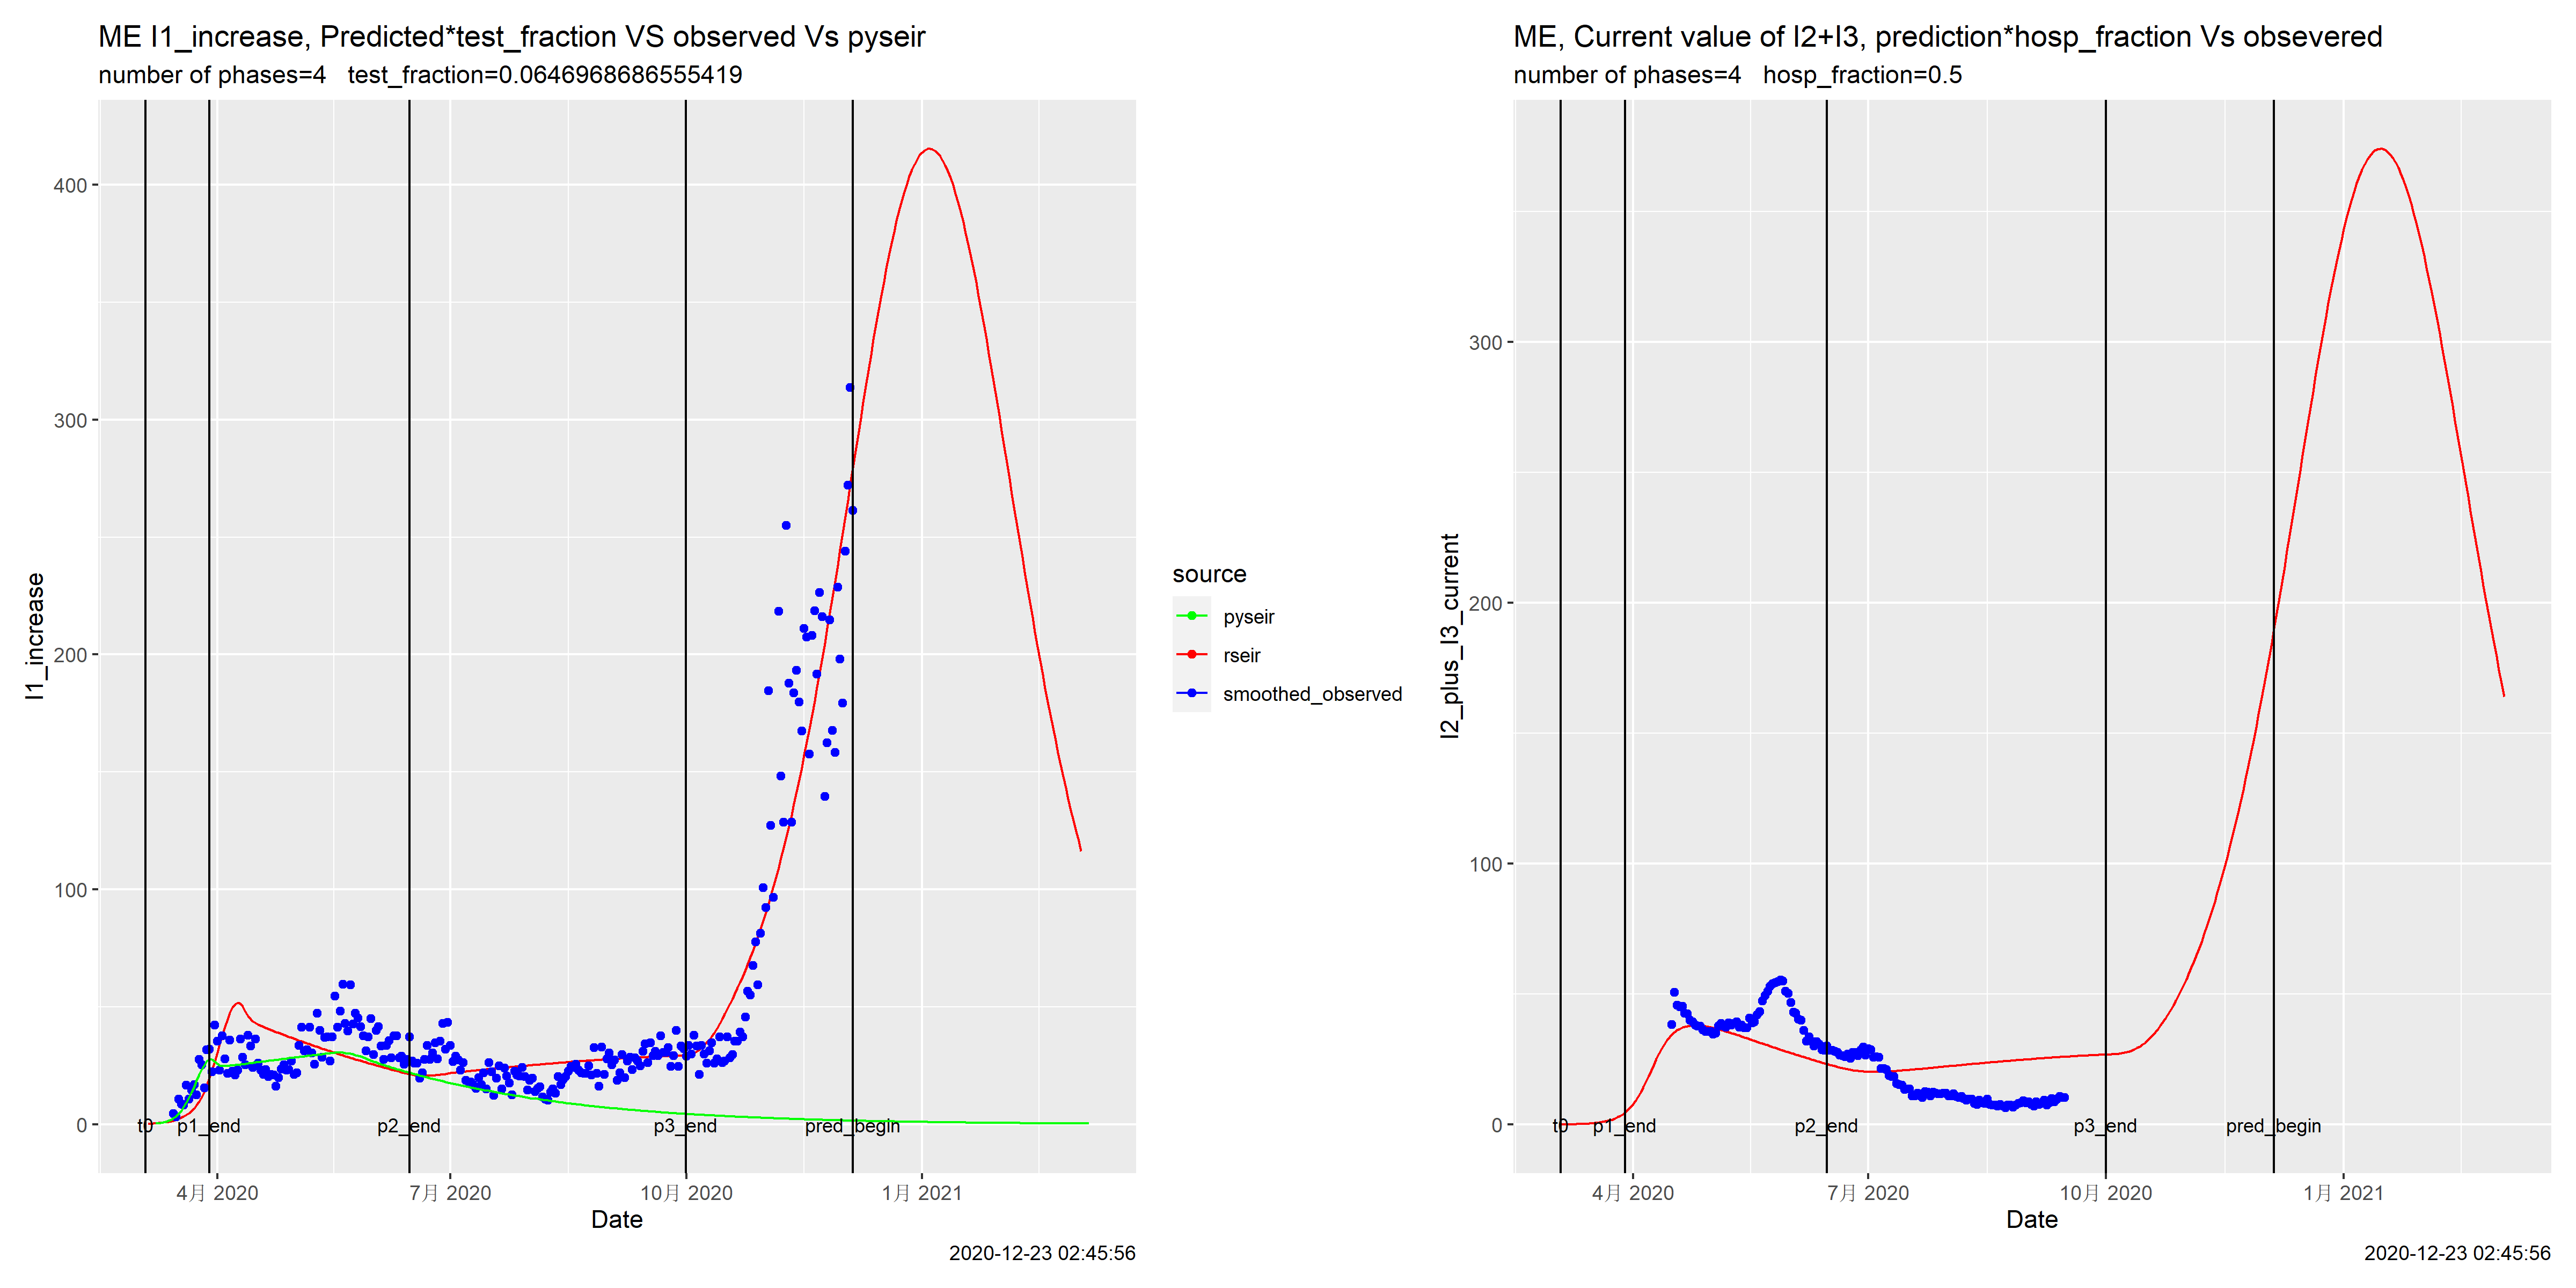 ME I1_increase, Predicted*test_fraction VS observed Vs pyseir
number of phases=4   test_fraction=0.0646968686555419
I1_increase
400
300
200
100
0
t0
p1_end
p2_end
p3_end
pred_begin
4月 2020
7月 2020
10月 2020
1月 2021
Date
2020-12-23 02:45:56
source
pyseir
rseir
smoothed_observed
ME, Current value of I2+I3, prediction*hosp_fraction Vs obsevered
number of phases=4   hosp_fraction=0.5
I2_plus_I3_current
300
200
100
0
t0
p1_end
p2_end
p3_end
pred_begin
4月 2020
7月 2020
10月 2020
1月 2021
Date
2020-12-23 02:45:56